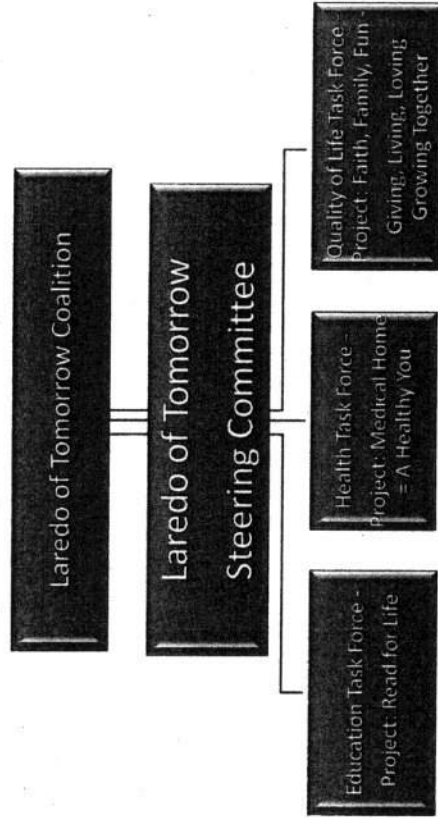 Laredo of Tomorrow Coalition
Laredo of Tomorrow
Steering Committee
Education Task Force -
Project: Read for Life
Health Task Force -
Project: Medical Home
= A Healthy You
Quality of Life Task Force -
Project: Faith, Family, Fun -
Giving, Living, Loving
Growing Together